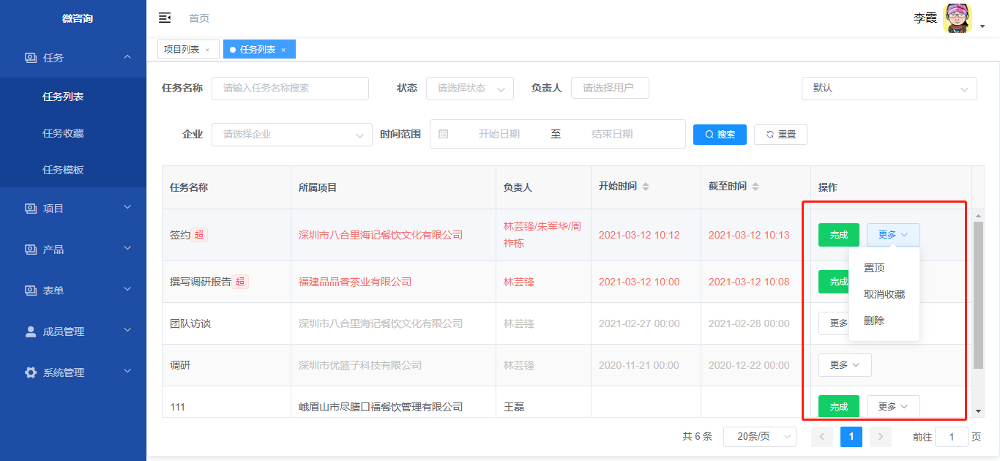 微咨询
首页
李霞
任务
任务列表
任务收藏
任务模板
项目
产品
表单
成员管理
系统管理
项目列表 ×
任务列表 ×
任务名称 请输入任务名称搜索 状态 请选择状态 负责人 请选择用户 默认
企业 请选择企业 时间范围 开始日期 至 结束日期 搜索 重置
任务名称 所属项目 负责人 开始时间 截至时间 操作
签约 超 深圳市八合里海记餐饮文化有限公司 林芸锋/朱军华/周
祚栋 2021-03-12 10:12 2021-03-12 10:13 完成 更多
置顶
取消收藏
删除
撰写调研报告 超 福建品品香茶业有限公司 林芸锋 2021-03-12 10:00 2021-03-12 10:08 完成
团队访谈 深圳市八合里海记餐饮文化有限公司 林芸锋 2021-02-27 00:00 2021-02-28 00:00 更多
调研 深圳市优篮子科技有限公司 林芸锋 2020-11-21 00:00 2020-12-22 00:00 更多
111 峨眉山市尽膳口福餐饮管理有限公司 王磊 完成 更多
共 6 条 20条/页 1 前往 1 页